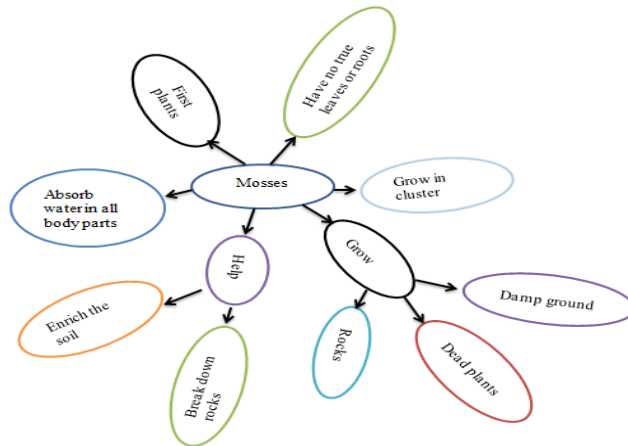 First
plants
Have no true
leaves or roots
Mosses
Grow in
cluster
Absorb
water in all
body parts
Help
Grow
Enrich the
soil
Break down
rocks
Rocks
Dead plants
Damp ground